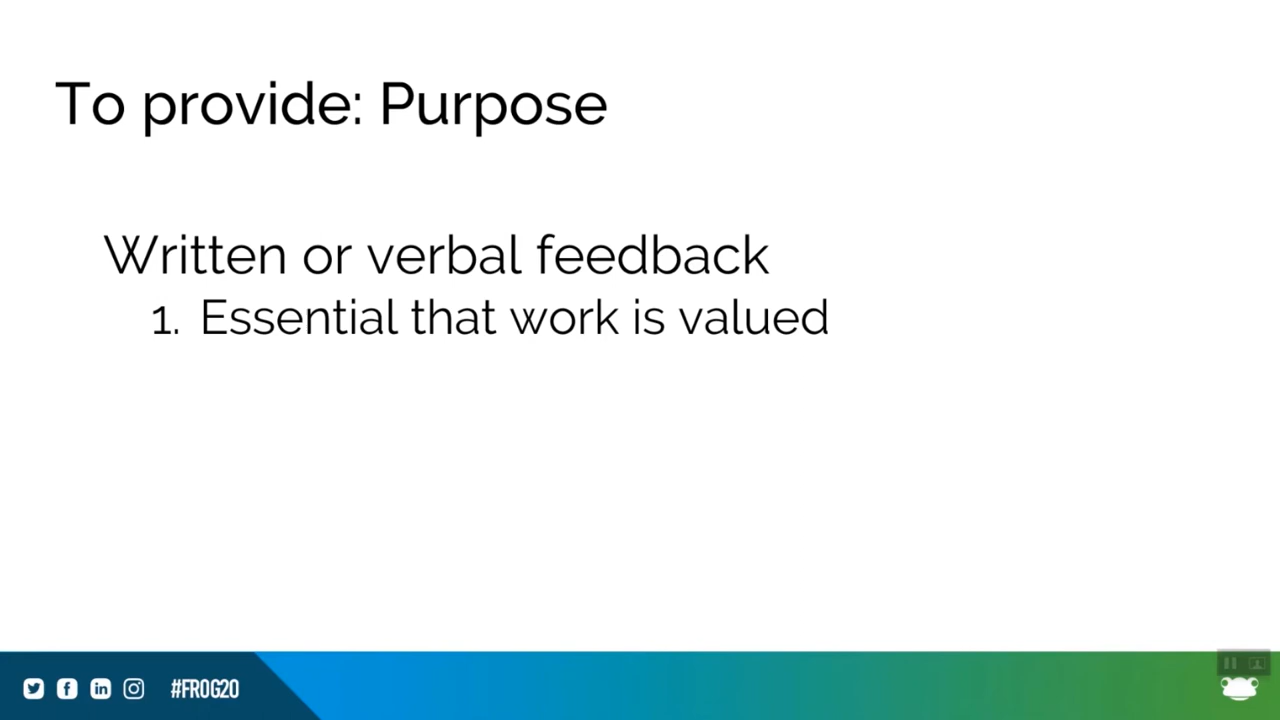 To provide: Purpose
Written or verbal feedback
1. Essential that work is valued
#FROG20